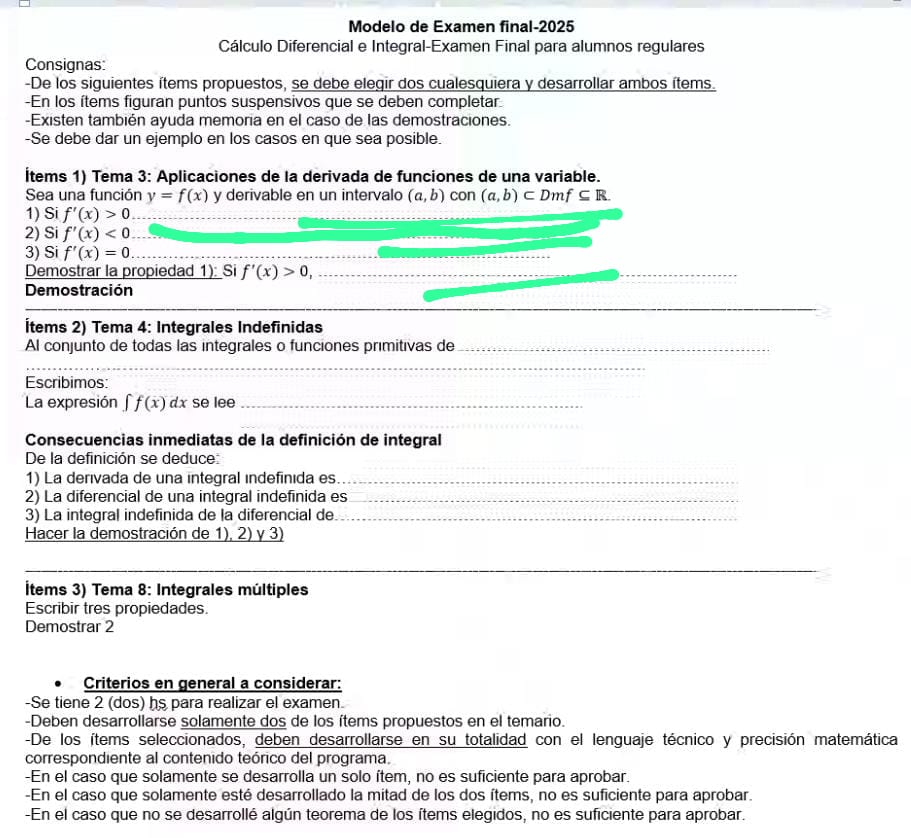 Modelo de Examen final-2025
Cálculo Diferencial e Integral-Examen Final para alumnos regulares
Consignas:
-De los siguientes ítems propuestos, se debe elegir dos cualesquiera y desarrollar ambos ítems.
-En los ítems figuran puntos suspensivos que se deben completar.
-Existen también ayuda memoria en el caso de las demostraciones.
-Se debe dar un ejemplo en los casos en que sea posible.
Ítems 1) Tema 3: Aplicaciones de la derivada de funciones de una variable.
Sea una función y = f(x) y derivable en un intervalo (a, b) con (a, b) ⊂ Dmf ⊆ ℝ.
1) Si f′(x) > 0
2) Si f′(x) < 0
3) Si f′(x) = 0
Demostrar la propiedad 1): Si f′(x) > 0,
Demostración
Ítems 2) Tema 4: Integrales Indefinidas
Al conjunto de todas las integrales o funciones primitivas de
Escribimos:
La expresión ∫ f(x) dx se lee
Consecuencias inmediatas de la definición de integral
De la definición se deduce:
1) La derivada de una integral indefinida es
2) La diferencial de una integral indefinida es
3) La integral indefinida de la diferencial de
Hacer la demostración de 1), 2) y 3)
Ítems 3) Tema 8: Integrales múltiples
Escribir tres propiedades.
Demostrar 2
• Criterios en general a considerar:
-Se tiene 2 (dos) hs para realizar el examen.
-Deben desarrollarse solamente dos de los ítems propuestos en el temario.
-De los ítems seleccionados, deben desarrollarse en su totalidad con el lenguaje técnico y precisión matemática
correspondiente al contenido teórico del programa.
-En el caso que solamente se desarrolla un solo ítem, no es suficiente para aprobar.
-En el caso que solamente esté desarrollado la mitad de los dos ítems, no es suficiente para aprobar.
-En el caso que no se desarrollé algún teorema de los ítems elegidos, no es suficiente para aprobar.